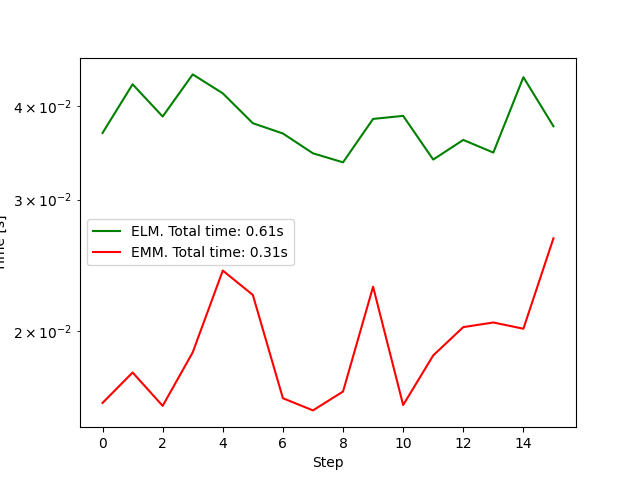 4 × 10⁻²
3 × 10⁻²
2 × 10⁻²
ELM. Total time: 0.61s
EMM. Total time: 0.31s
0 2 4 6 8 10 12 14
Step